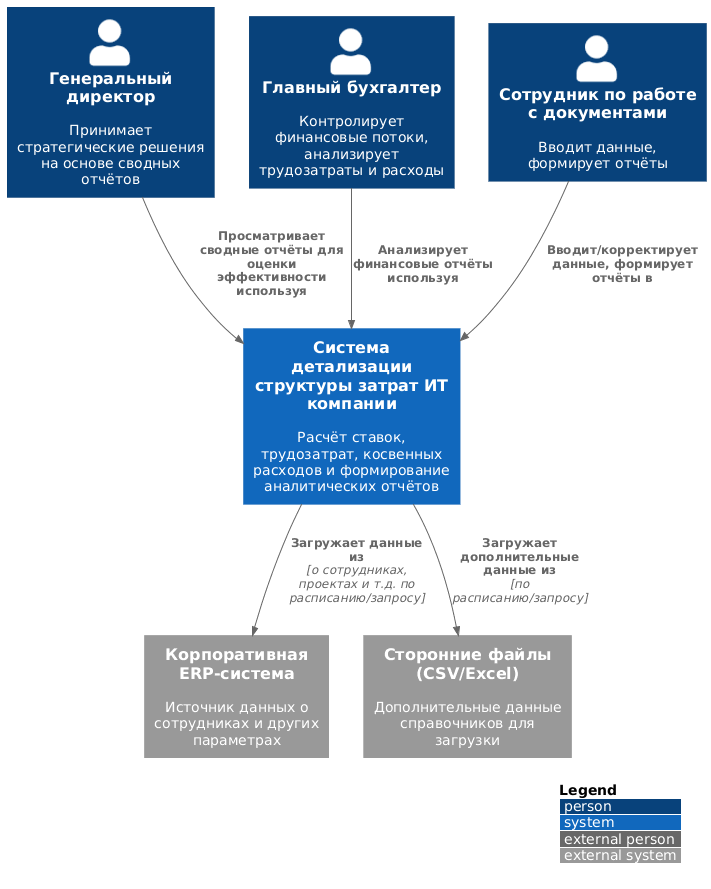 Генеральный
директор
Принимает
стратегические решения
на основе сводных
отчётов
Главный бухгалтер
Контролирует
финансовые потоки,
анализирует
трудозатраты и расходы
Сотрудник по работе
с документами
Вводит данные,
формирует отчёты
Просматривает
сводные отчёты для
оценки
эффективности
используя
Анализирует
финансовые отчёты
используя
Вводит/корректирует
данные, формирует
отчёты в
Система
детализации
структуры затрат ИТ
компании
Расчёт ставок,
трудозатрат, косвенных
расходов и формирование
аналитических отчётов
Загружает данные
из
[о сотрудниках,
проектах и т.д. по
расписанию/запросу]
Загружает
дополнительные
данные из
[по
расписанию/запросу]
Корпоративная
ERP-система
Источник данных о
сотрудниках и других
параметрах
Сторонние файлы
(CSV/Excel)
Дополнительные данные
справочников для
загрузки
Legend
person
system
external person
external system